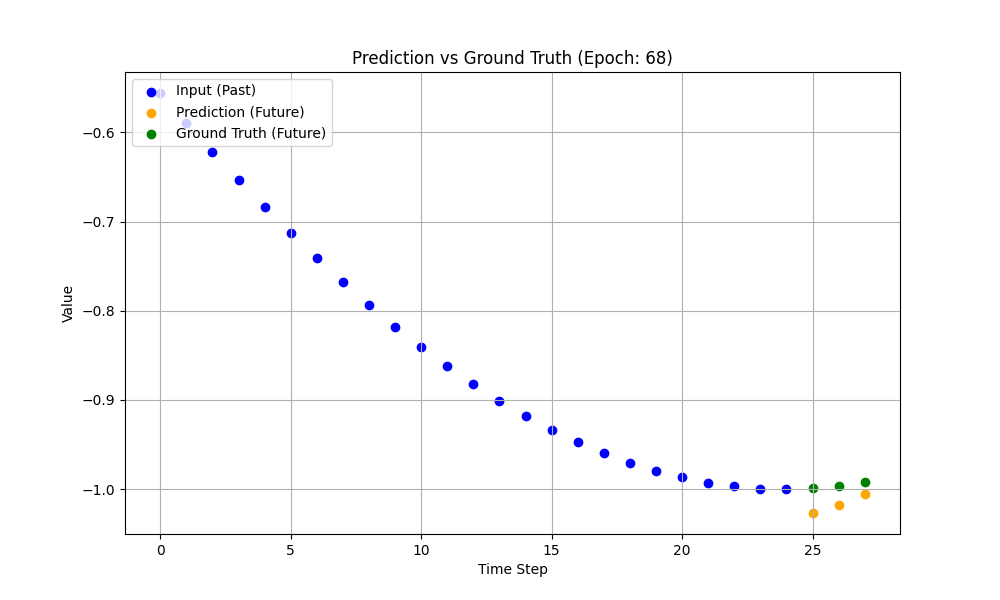 Prediction vs Ground Truth (Epoch: 68)
Input (Past)
Prediction (Future)
Ground Truth (Future)
Value
−0.6
−0.7
−0.8
−0.9
−1.0
0 5 10 15 20 25
Time Step